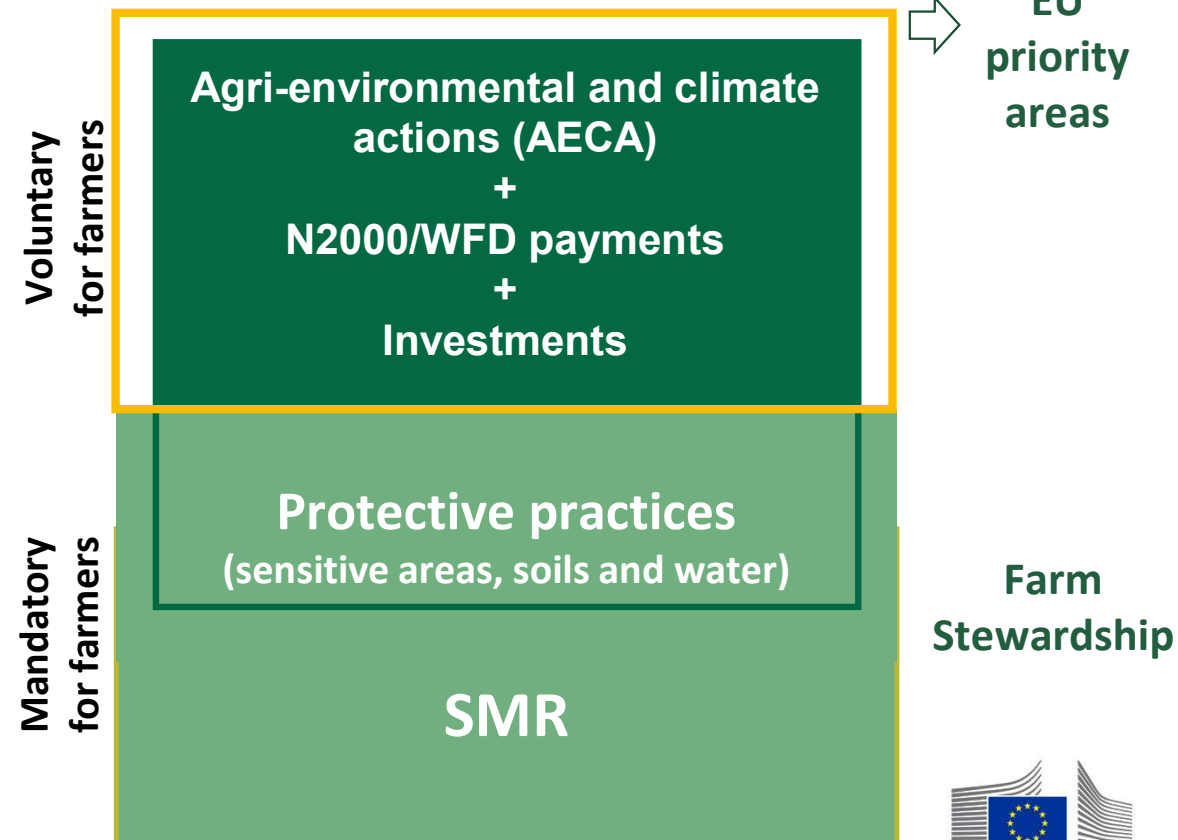 EU
priority
areas
Voluntary
for farmers
Agri-environmental and climate
actions (AECA)
+
N2000/WFD payments
+
Investments
Mandatory
for farmers
Protective practices
(sensitive areas, soils and water)
SMR
Farm
Stewardship